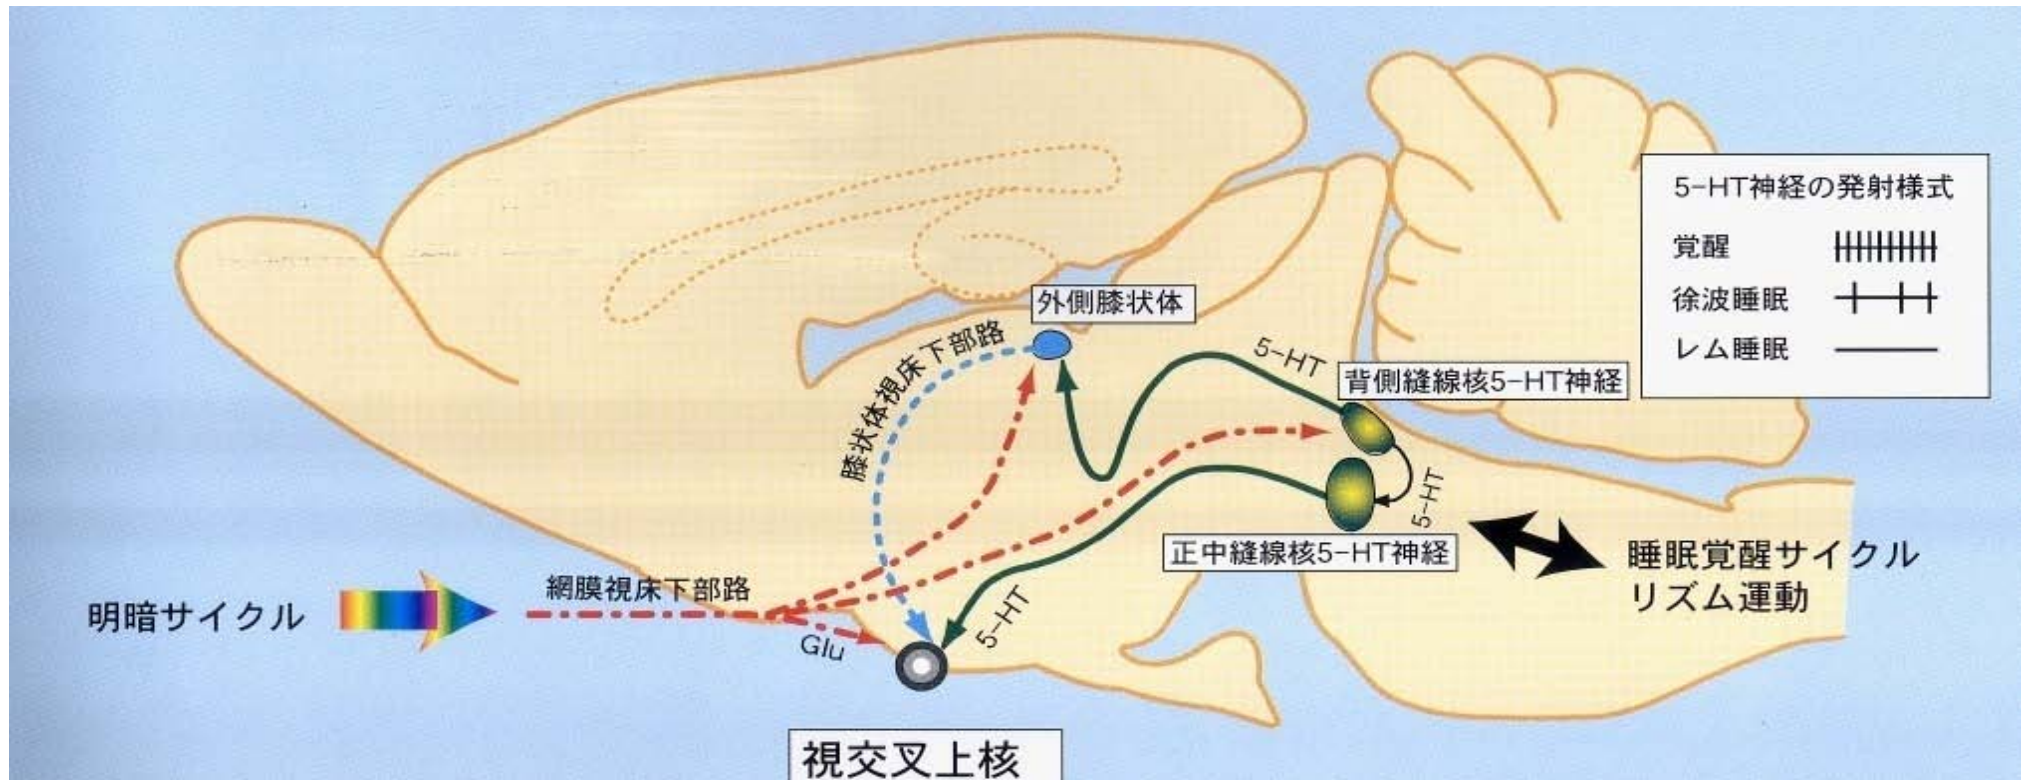 5-HT神経の発射様式
覚醒
徐波睡眠
レム睡眠
外側膝状体
膝状体視床下部路
5-HT
背側縫線核5-HT神経
5-HT
正中縫線核5-HT神経
睡眠覚醒サイクル
リズム運動
明暗サイクル
網膜視床下部路
Glu
5-HT
視交叉上核